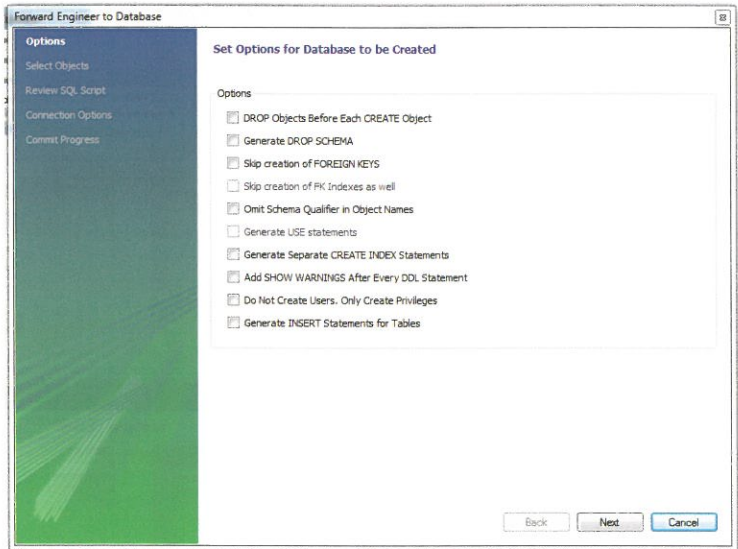 Forward Engineer to Database
Options
Select Objects
Review SQL Script
Connection Options
Commit Progress
Set Options for Database to be Created
Options
DROP Objects Before Each CREATE Object
Generate DROP SCHEMA
Skip creation of FOREIGN KEYS
Skip creation of FK Indexes as well
Omit Schema Qualifier in Object Names
Generate USE statements
Generate Separate CREATE INDEX Statements
Add SHOW WARNINGS After Every DDL Statement
Do Not Create Users. Only Create Privileges
Generate INSERT Statements for Tables
Back Next Cancel